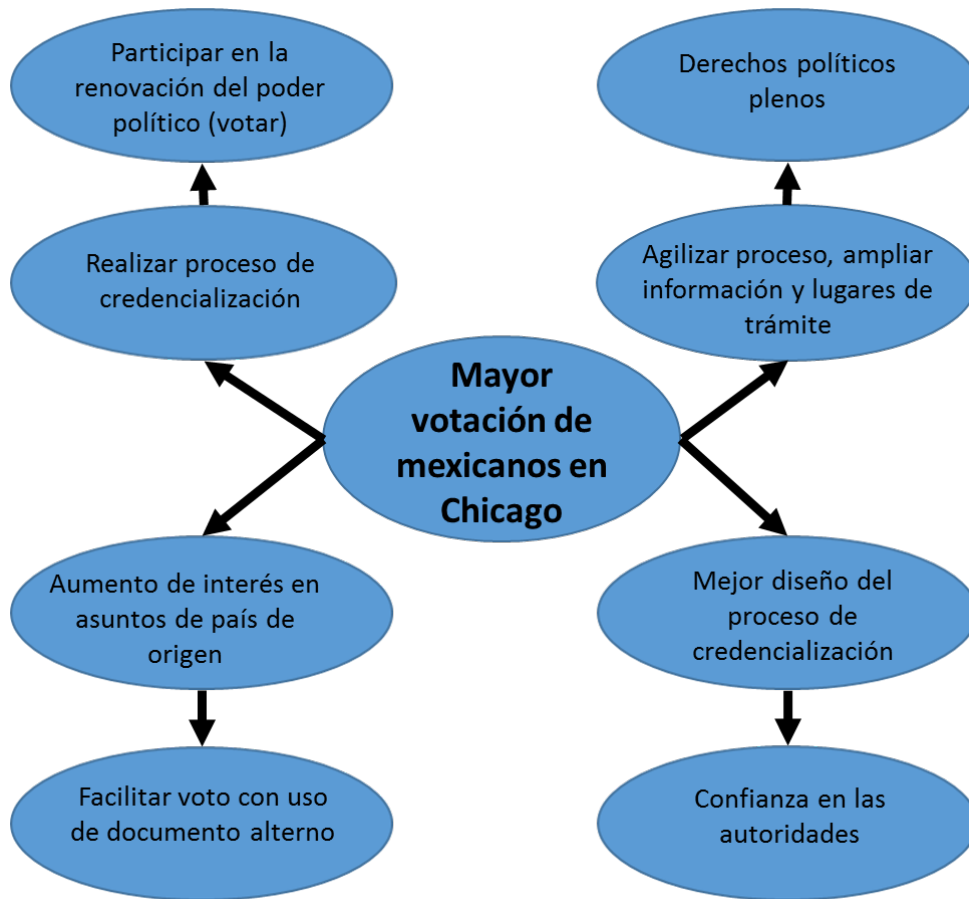 Participar en la
renovación del poder
político (votar)
Derechos políticos
plenos
Realizar proceso de
credencialización
Agilizar proceso, ampliar
información y lugares de
trámite
Mayor
votación de
mexicanos en
Chicago
Aumento de interés en
asuntos de país de
origen
Mejor diseño del
proceso de
credencialización
Facilitar voto con uso
de documento alterno
Confianza en las
autoridades